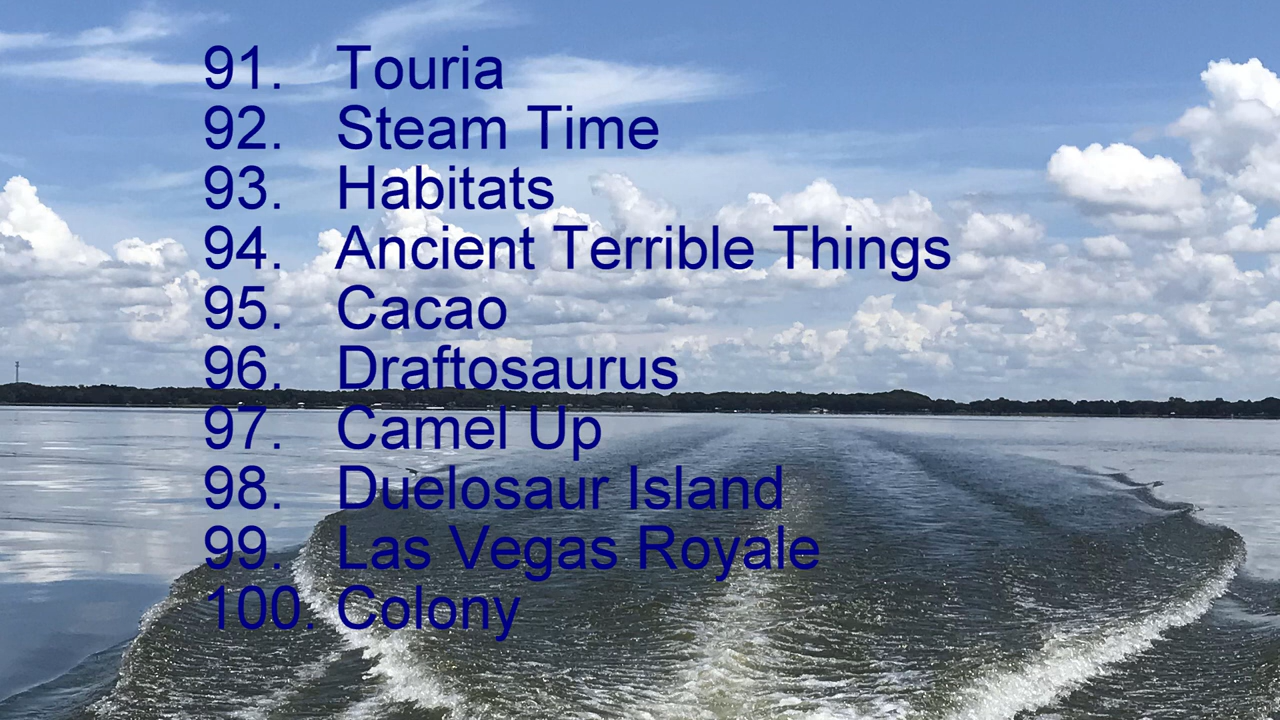 91. Touria
92. Steam Time
93. Habitats
94. Ancient Terrible Things
95. Cacao
96. Draftosaurus
97. Camel Up
98. Duelosaur Island
99. Las Vegas Royale
100. Colony